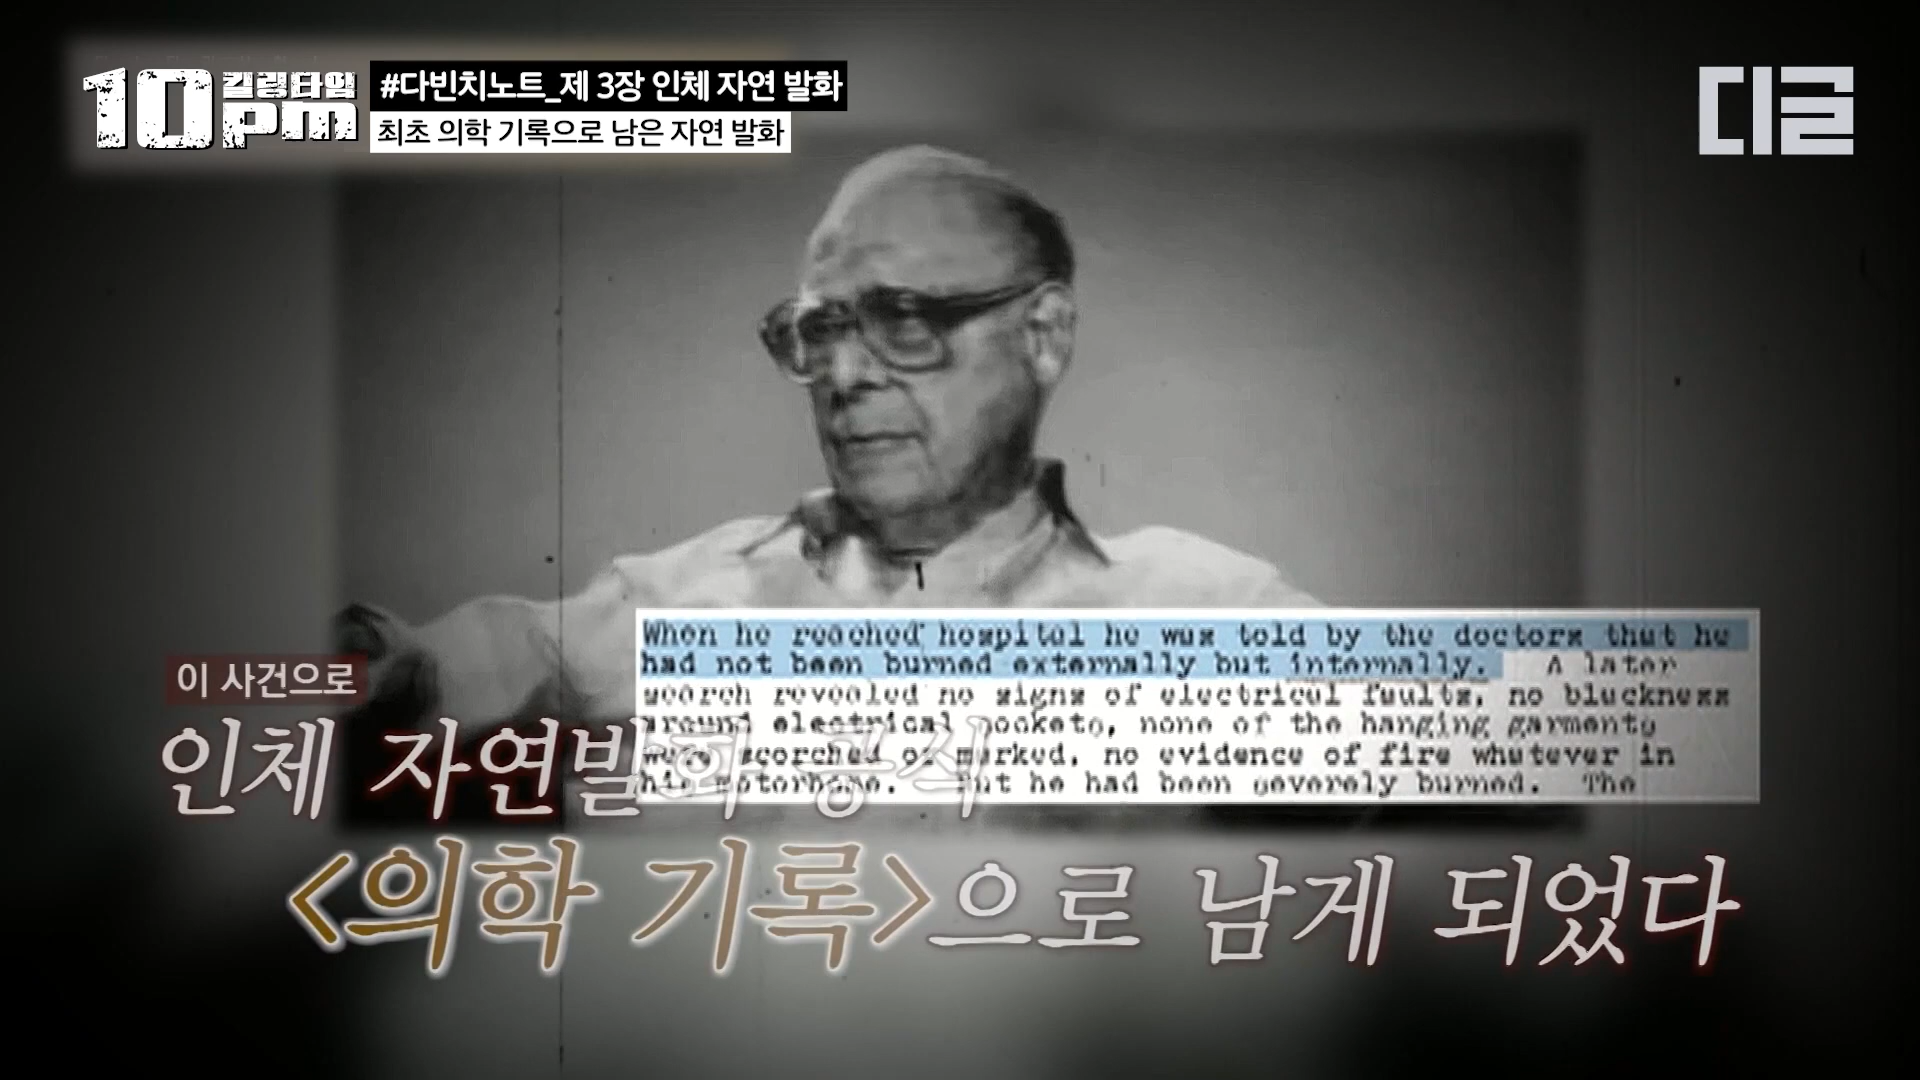 10pm 킬링타임
#다빈치노트_제 3장 인체 자연 발화
최초 의학 기록으로 남은 자연 발화
디글
When he reached hospital he was told by the doctors that he
had not been burned externally but internally. A later
search revealed no signs of electrical faults, no blackness
around electrical pockets, none of the hanging garments
were scorched or marked, no evidence of fire whatever in
his motorhome. But he had been severely burned. The
이 사건으로
인체 자연발화 공식
<의학 기록>으로 남게 되었다